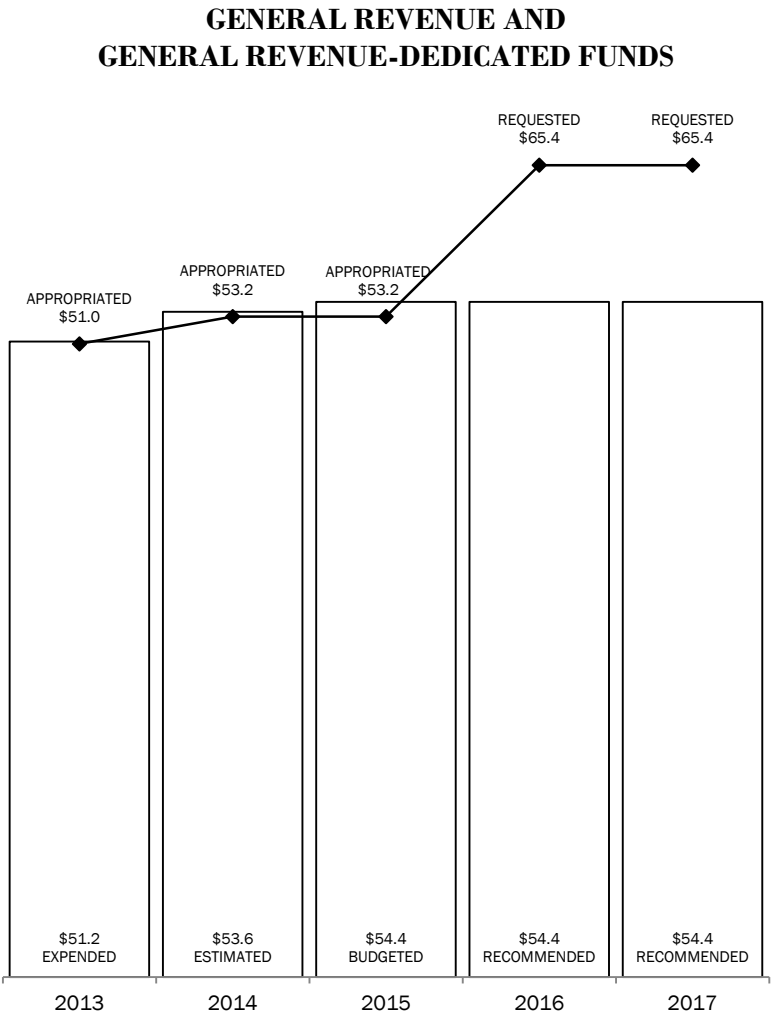 GENERAL REVENUE AND
GENERAL REVENUE-DEDICATED FUNDS
REQUESTED
$65.4
REQUESTED
$65.4
APPROPRIATED
$53.2
APPROPRIATED
$53.2
APPROPRIATED
$51.0
$51.2
EXPENDED
$53.6
ESTIMATED
$54.4
BUDGETED
$54.4
RECOMMENDED
$54.4
RECOMMENDED
2013
2014
2015
2016
2017